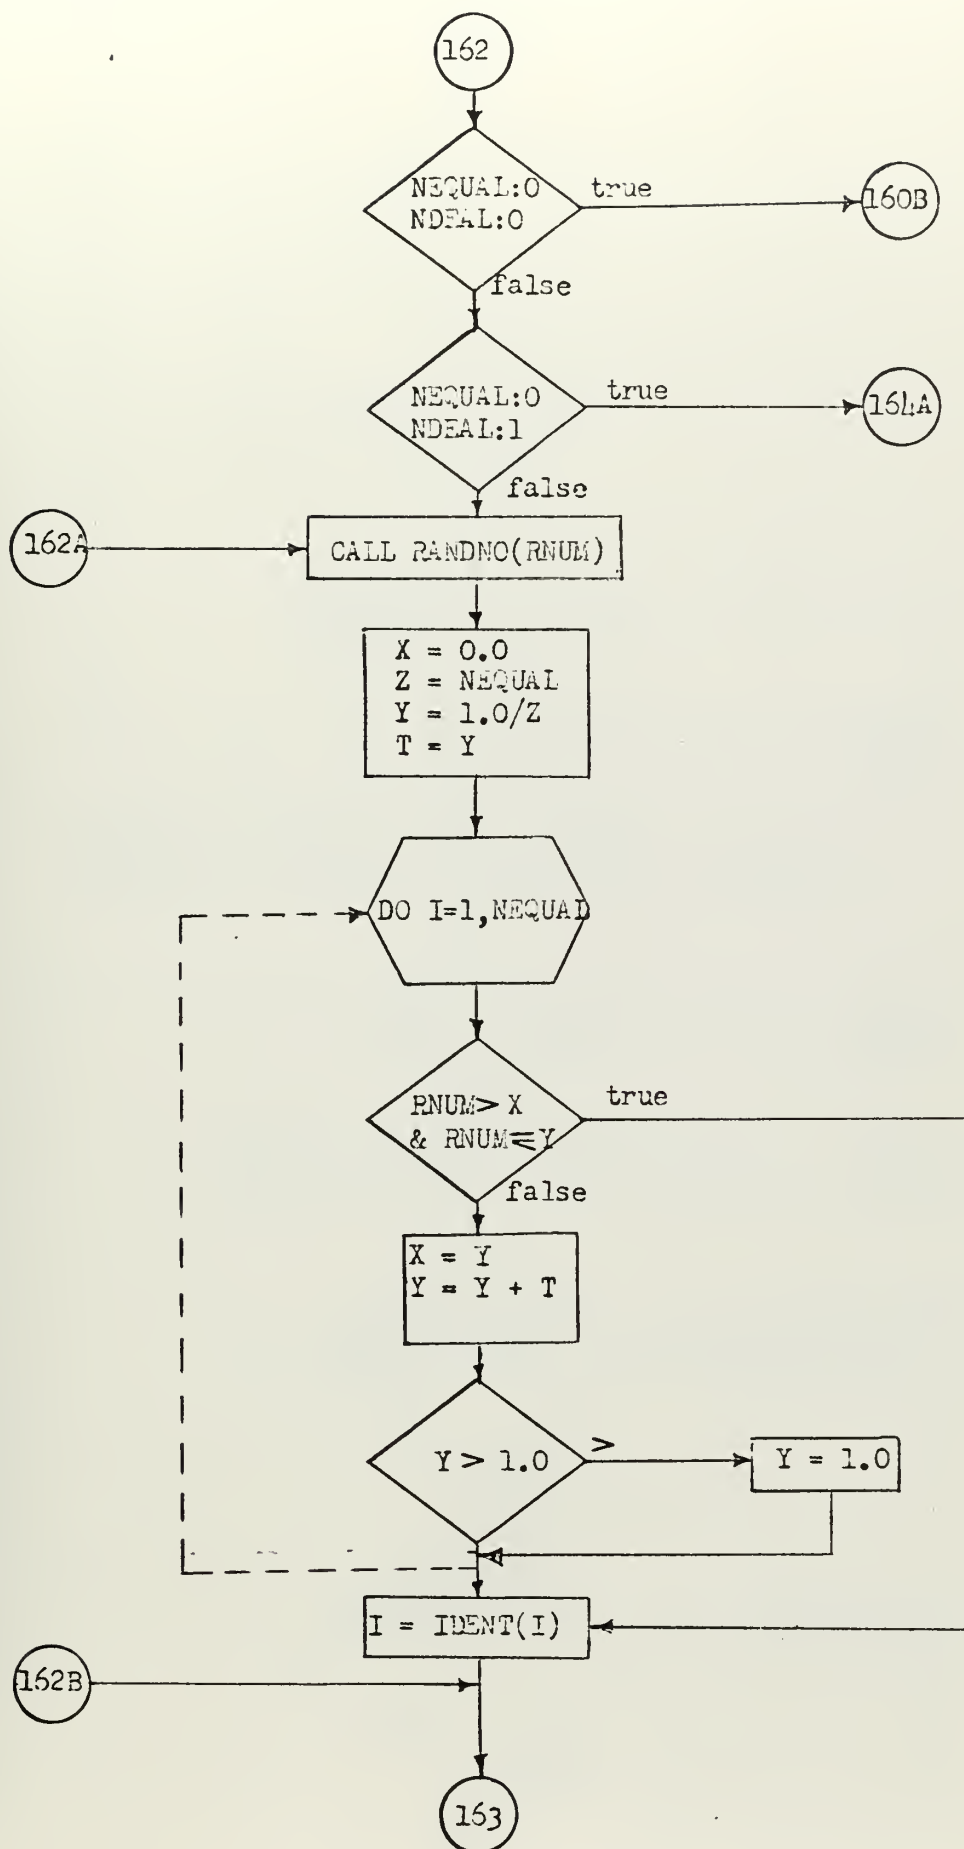 162
NEQUAL:0
NDEAL:0
true
160B
false
NEQUAL:0
NDEAL:1
true
164A
false
162A
CALL RANDNO(RNUM)
X = 0.0
Z = NEQUAL
Y = 1.0/Z
T = Y
DO I=1,NEQUAL
RNUM> X
& RNUM≤Y
true
false
X = Y
Y = Y + T
Y > 1.0
>
Y = 1.0
I = IDENT(I)
162B
163